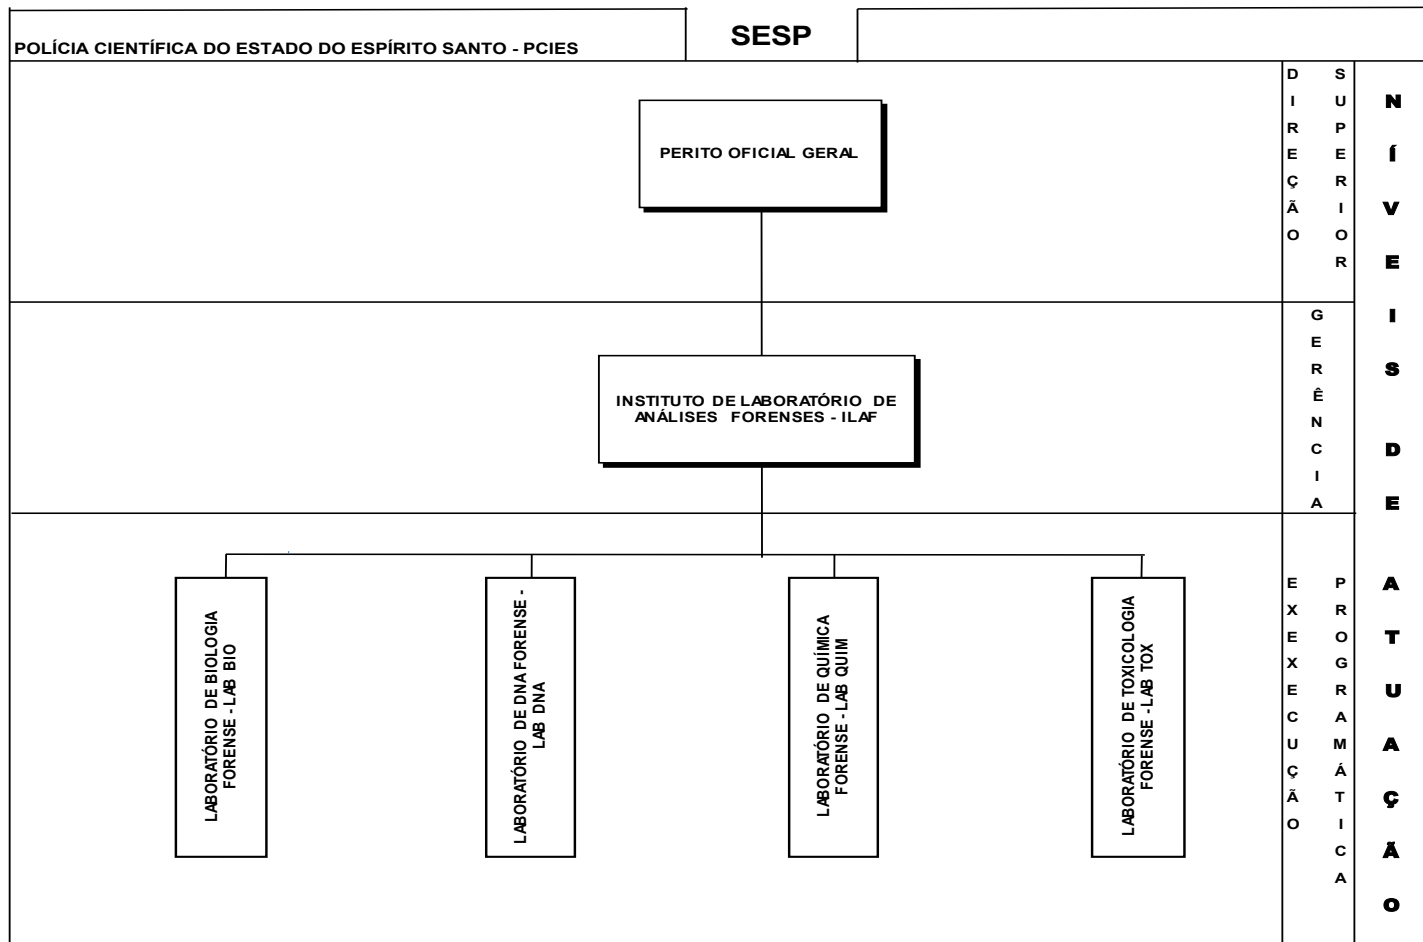 SESP
POLÍCIA CIENTÍFICA DO ESTADO DO ESPÍRITO SANTO - PCIES
PERITO OFICIAL GERAL
INSTITUTO DE LABORATÓRIO DE
ANÁLISES FORENSES - ILAF
LABORATÓRIO DE BIOLOGIA
FORENSE - LAB BIO
LABORATÓRIO DE DNA FORENSE -
LAB DNA
LABORATÓRIO DE QUÍMICA
FORENSE - LAB QUIM
LABORATÓRIO DE TOXICOLOGIA
FORENSE - LAB TOX
DIREÇÃO
SUPERIOR
GERÊNCIA
EXEXECUÇÃO
PROGRAMÁTICA
NÍVEIS DE ATUAÇÃO